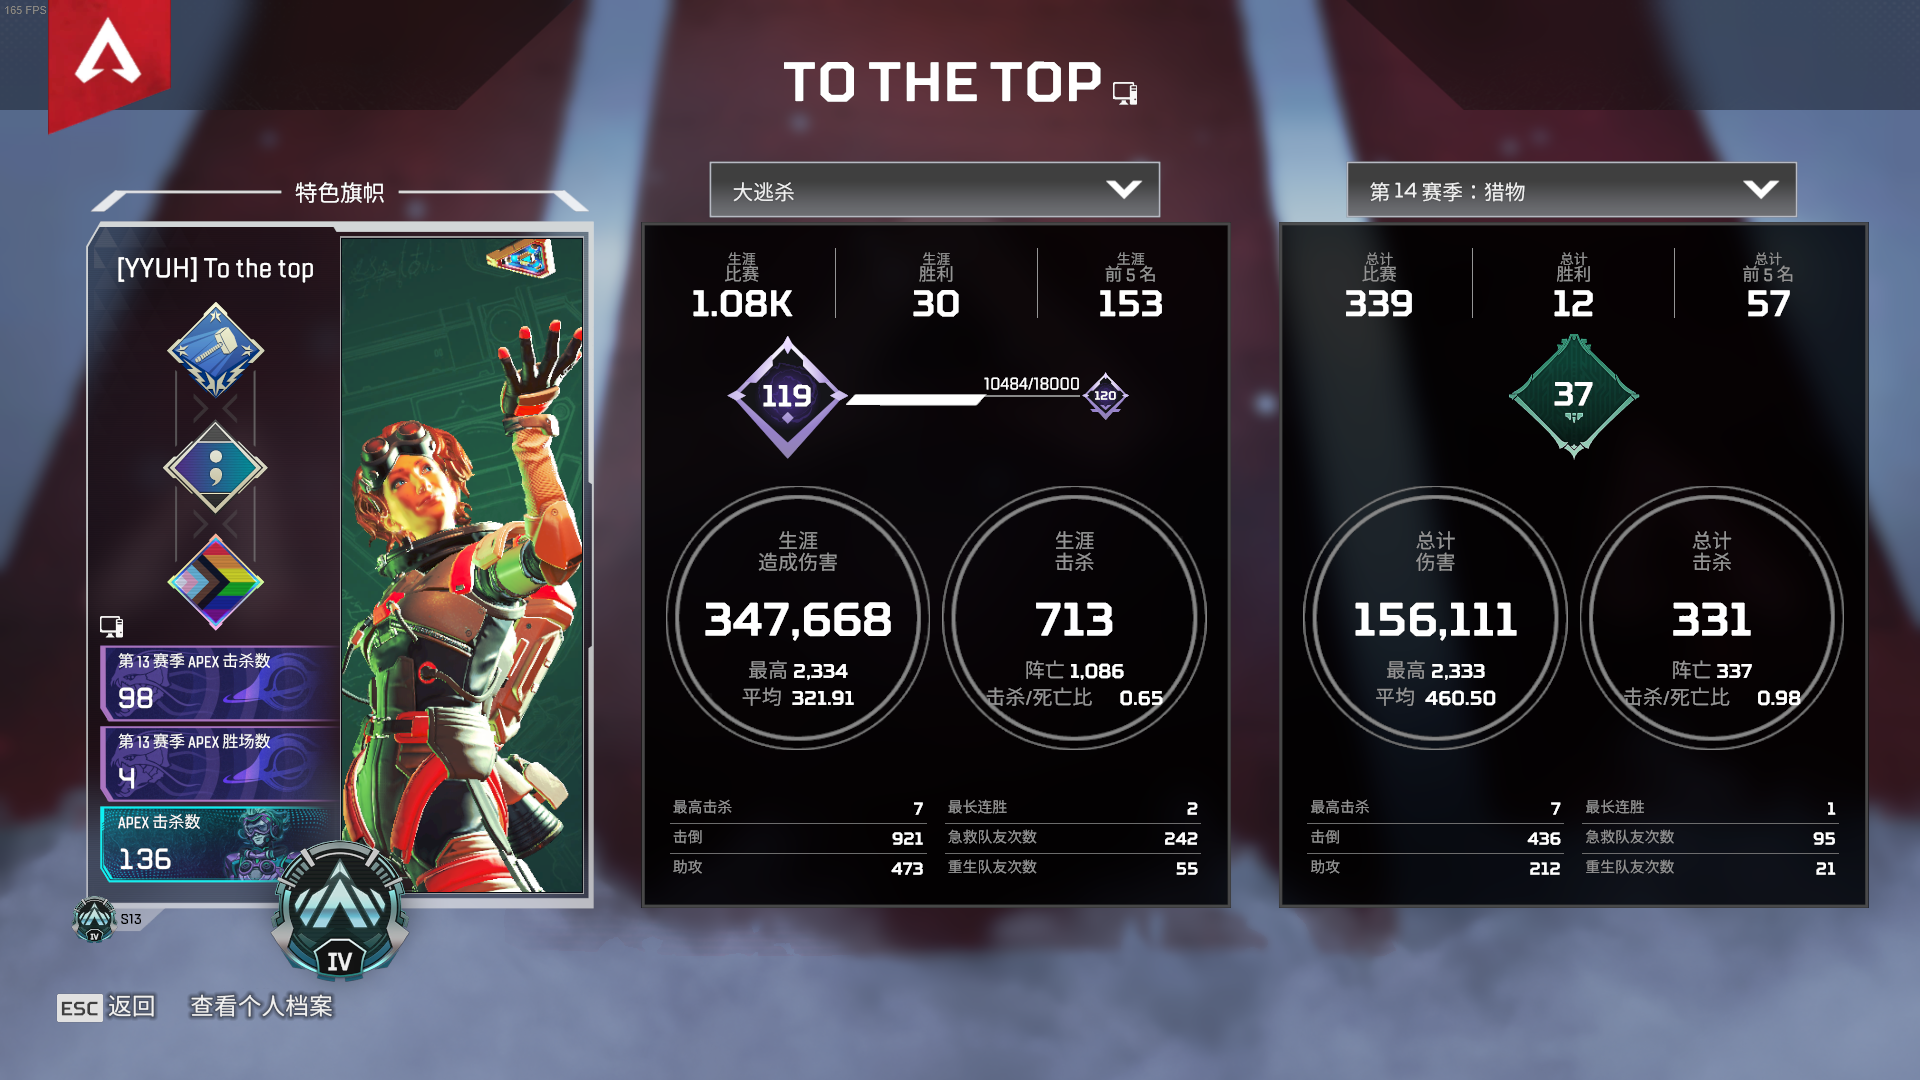 165 FPS
TO THE TOP
特色旗帜
[YYUH] To the top
第 13 赛季 APEX 击杀数
98
第 13 赛季 APEX 胜场数
4
APEX 击杀数
136
IV
S13
IV
大逃杀
生涯
比赛
1.08K
生涯
胜利
30
生涯
前 5 名
153
119
10484/18000
120
生涯
造成伤害
347,668
最高 2,334
平均 321.91
生涯
击杀
713
阵亡 1,086
击杀/死亡比 0.65
最高击杀 7
最长连胜 2
击倒 921
急救队友次数 242
助攻 473
重生队友次数 55
第 14 赛季：猎物
总计
比赛
339
总计
胜利
12
总计
前 5 名
57
37
总计
伤害
156,111
最高 2,333
平均 460.50
总计
击杀
331
阵亡 337
击杀/死亡比 0.98
最高击杀 7
最长连胜 1
击倒 436
急救队友次数 95
助攻 212
重生队友次数 21
ESC 返回 查看个人档案